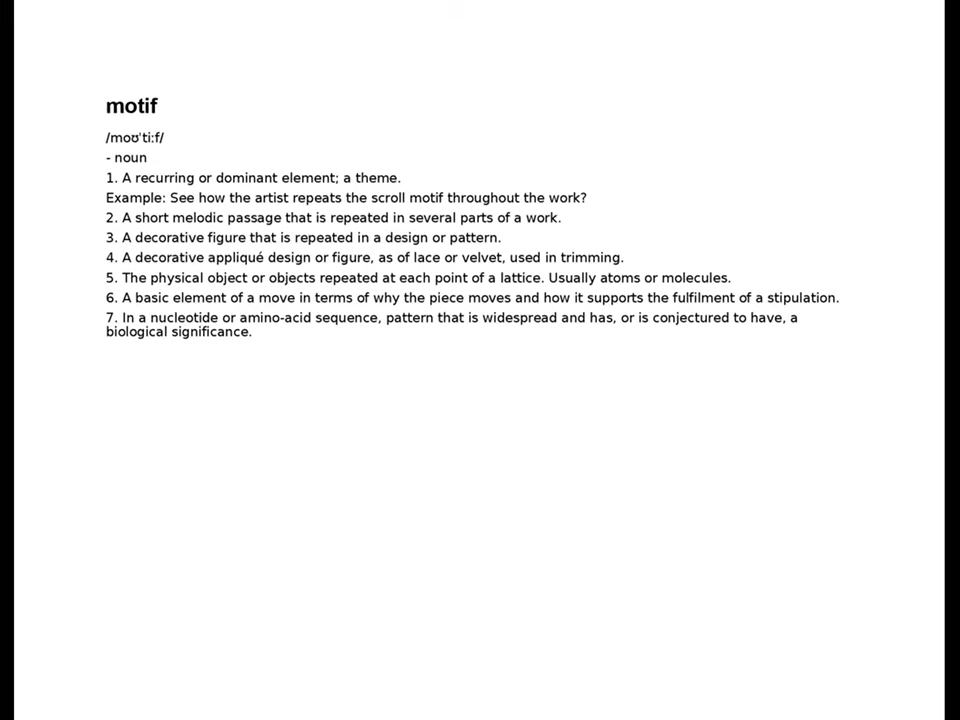 motif
/moʊˈtiːf/
- noun
1. A recurring or dominant element; a theme.
Example: See how the artist repeats the scroll motif throughout the work?
2. A short melodic passage that is repeated in several parts of a work.
3. A decorative figure that is repeated in a design or pattern.
4. A decorative appliqué design or figure, as of lace or velvet, used in trimming.
5. The physical object or objects repeated at each point of a lattice. Usually atoms or molecules.
6. A basic element of a move in terms of why the piece moves and how it supports the fulfilment of a stipulation.
7. In a nucleotide or amino-acid sequence, pattern that is widespread and has, or is conjectured to have, a
biological significance.